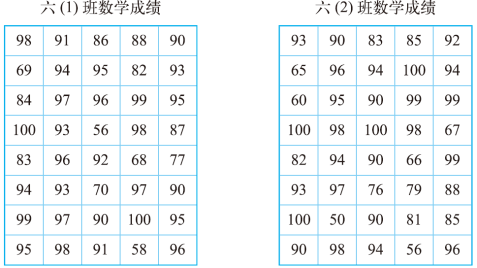 六(1)班数学成绩
98 91 86 88 90
69 94 95 82 93
84 97 96 99 95
100 93 56 98 87
83 96 92 68 77
94 93 70 97 90
99 97 90 100 95
95 98 91 58 96
六(2)班数学成绩
93 90 83 85 92
65 96 94 100 94
60 95 90 99 99
100 98 100 98 67
82 94 90 66 99
93 97 76 79 88
100 50 90 81 85
90 98 94 56 96